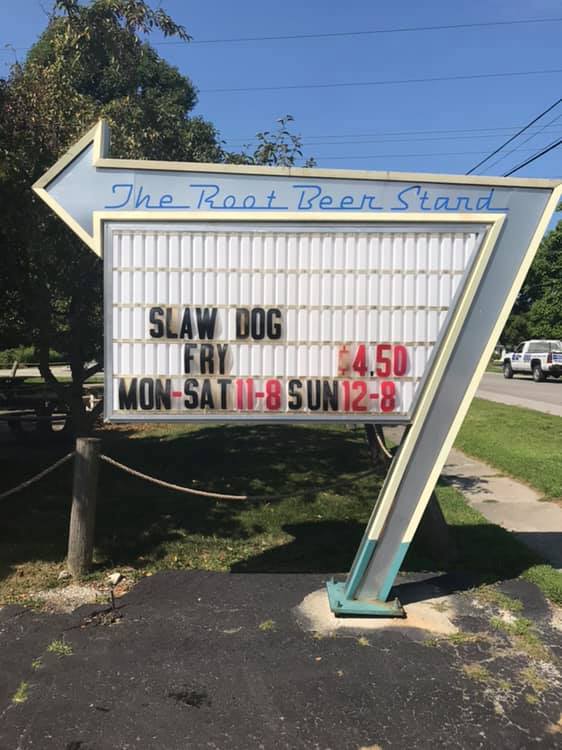 The Root Beer Stand
SLAW DOG
FRY $4.50
MON-SAT 11-8 SUN 12-8